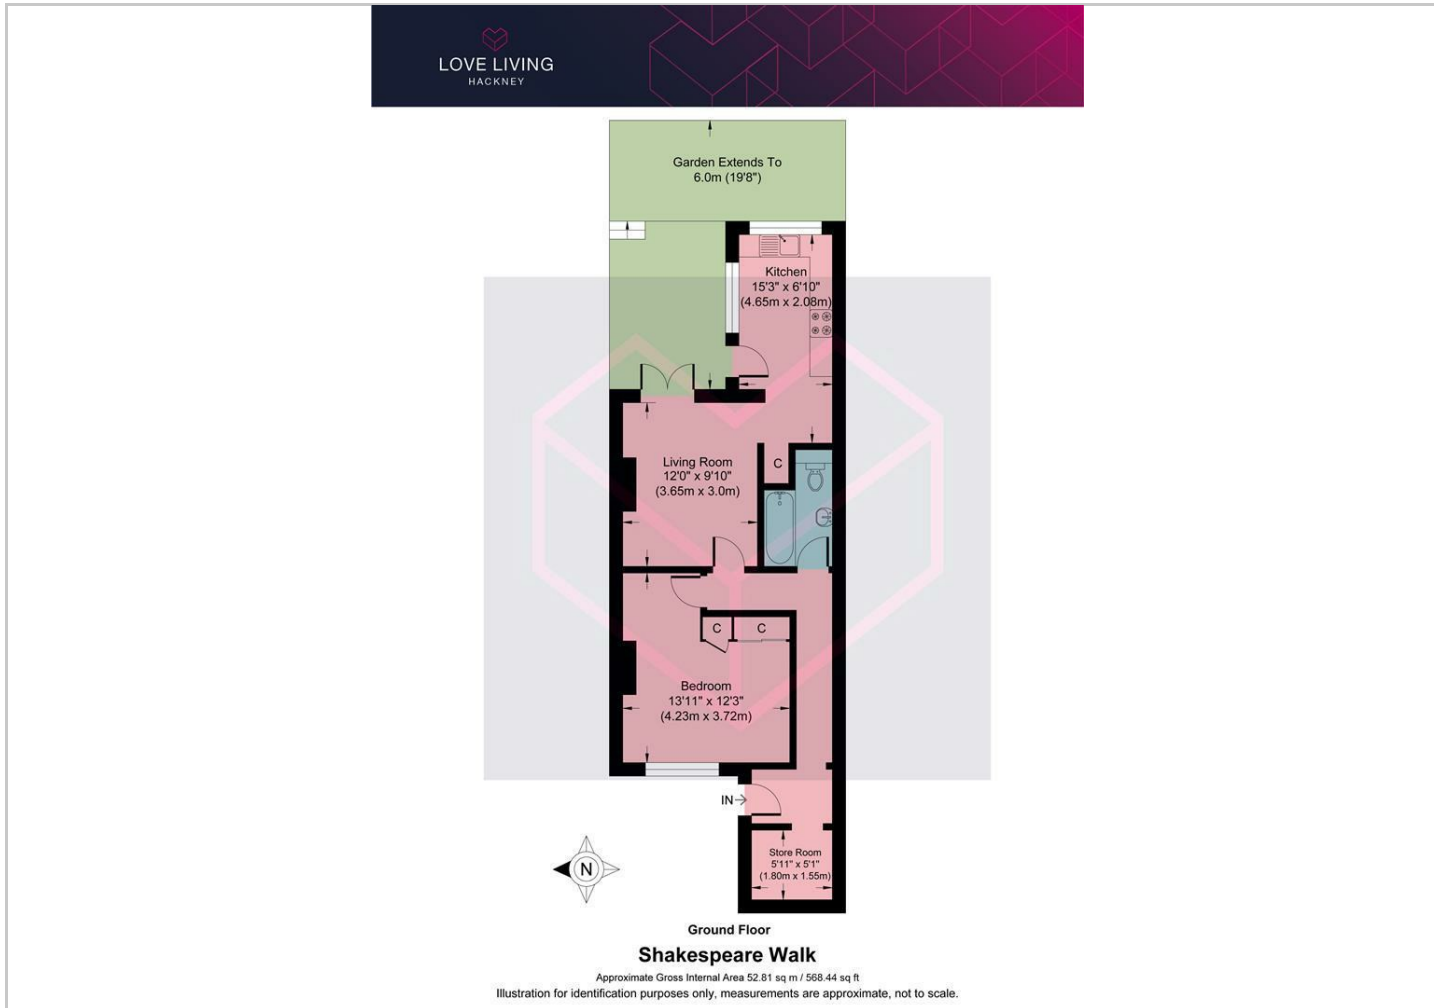 LOVE LIVING
HACKNEY
Garden Extends To
6.0m (19'8")
Kitchen
15'3" x 6'10"
(4.65m x 2.08m)
Living Room
12'0" x 9'10"
(3.65m x 3.0m)
C
C
C
Bedroom
13'11" x 12'3"
(4.23m x 3.72m)
IN
Store Room
5'11" x 5'1"
(1.80m x 1.55m)
N
Ground Floor
Shakespeare Walk
Approximate Gross Internal Area 52.81 sq m / 568.44 sq ft
Illustration for identification purposes only, measurements are approximate, not to scale.